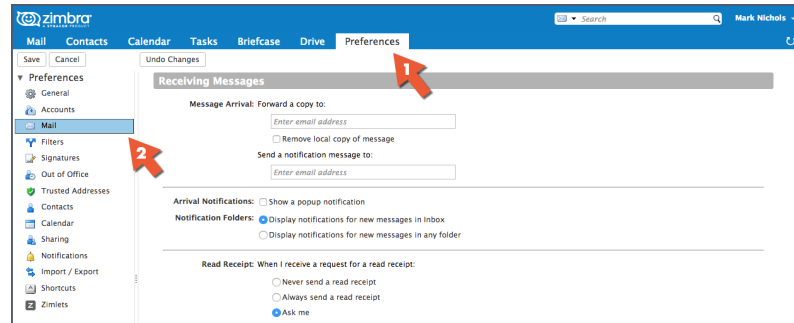 zimbra
A SYNACOR PRODUCT
Search
Mark Nichols
Mail Contacts Calendar Tasks Briefcase Drive Preferences
1
Save Cancel Undo Changes
Preferences
General
Accounts
Mail
2
Filters
Signatures
Out of Office
Trusted Addresses
Contacts
Calendar
Sharing
Notifications
Import / Export
Shortcuts
Z Zimlets
Receiving Messages
Message Arrival: Forward a copy to:
Enter email address
Remove local copy of message
Send a notification message to:
Enter email address
Arrival Notifications: Show a popup notification
Notification Folders: Display notifications for new messages in Inbox
Display notifications for new messages in any folder
Read Receipt: When I receive a request for a read receipt:
Never send a read receipt
Always send a read receipt
Ask me